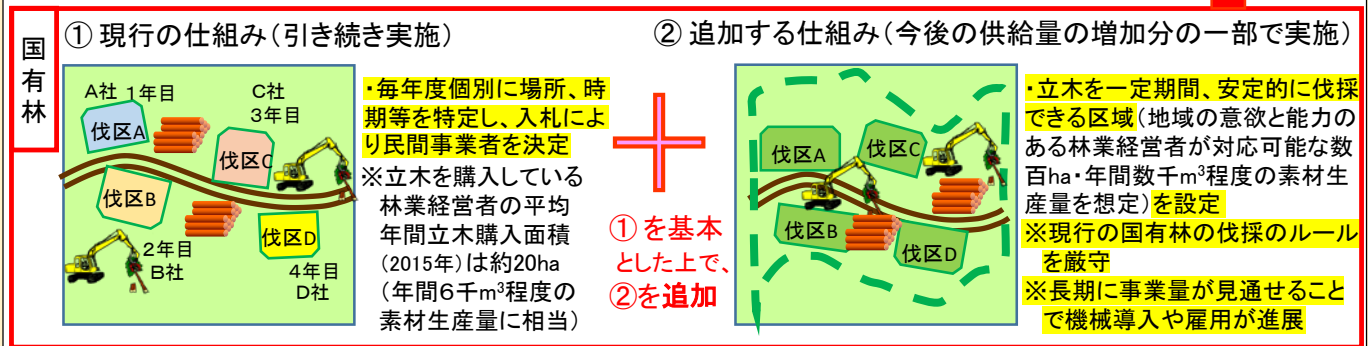 国有林
① 現行の仕組み（引き続き実施）
A社 1年目
伐区A
C社
3年目
伐区C
伐区B
2年目
B社
伐区D
4年目
D社
・毎年度個別に場所、時
期等を特定し、入札によ
り民間事業者を決定
※立木を購入している
林業経営者の平均
年間立木購入面積
（2015年）は約20ha
（年間6千m³程度の
素材生産量に相当）
①を基本
とした上で、
②を追加
② 追加する仕組み（今後の供給量の増加分の一部で実施）
伐区A
伐区C
伐区B
伐区D
・立木を一定期間、安定的に伐採
できる区域（地域の意欲と能力の
ある林業経営者が対応可能な数
百ha・年間数千m³程度の素材生
産量を想定）を設定
※現行の国有林の伐採のルール
を厳守
※長期に事業量が見通せること
で機械導入や雇用が進展